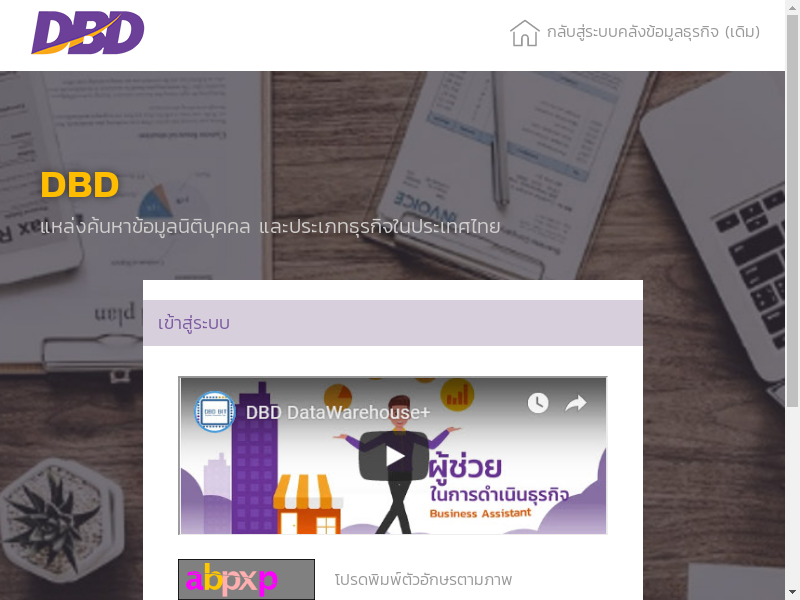 DBD
กลับสู่ระบบคลังข้อมูลธุรกิจ (เดิม)
DBD
แหล่งค้นหาข้อมูลนิติบุคคล และประเภทธุรกิจในประเทศไทย
INVOICE
เข้าสู่ระบบ
DBD BIT
DBD DataWarehouse+
ผู้ช่วย
ในการดำเนินธุรกิจ
Business Assistant
abpxp
โปรดพิมพ์ตัวอักษรตามภาพ